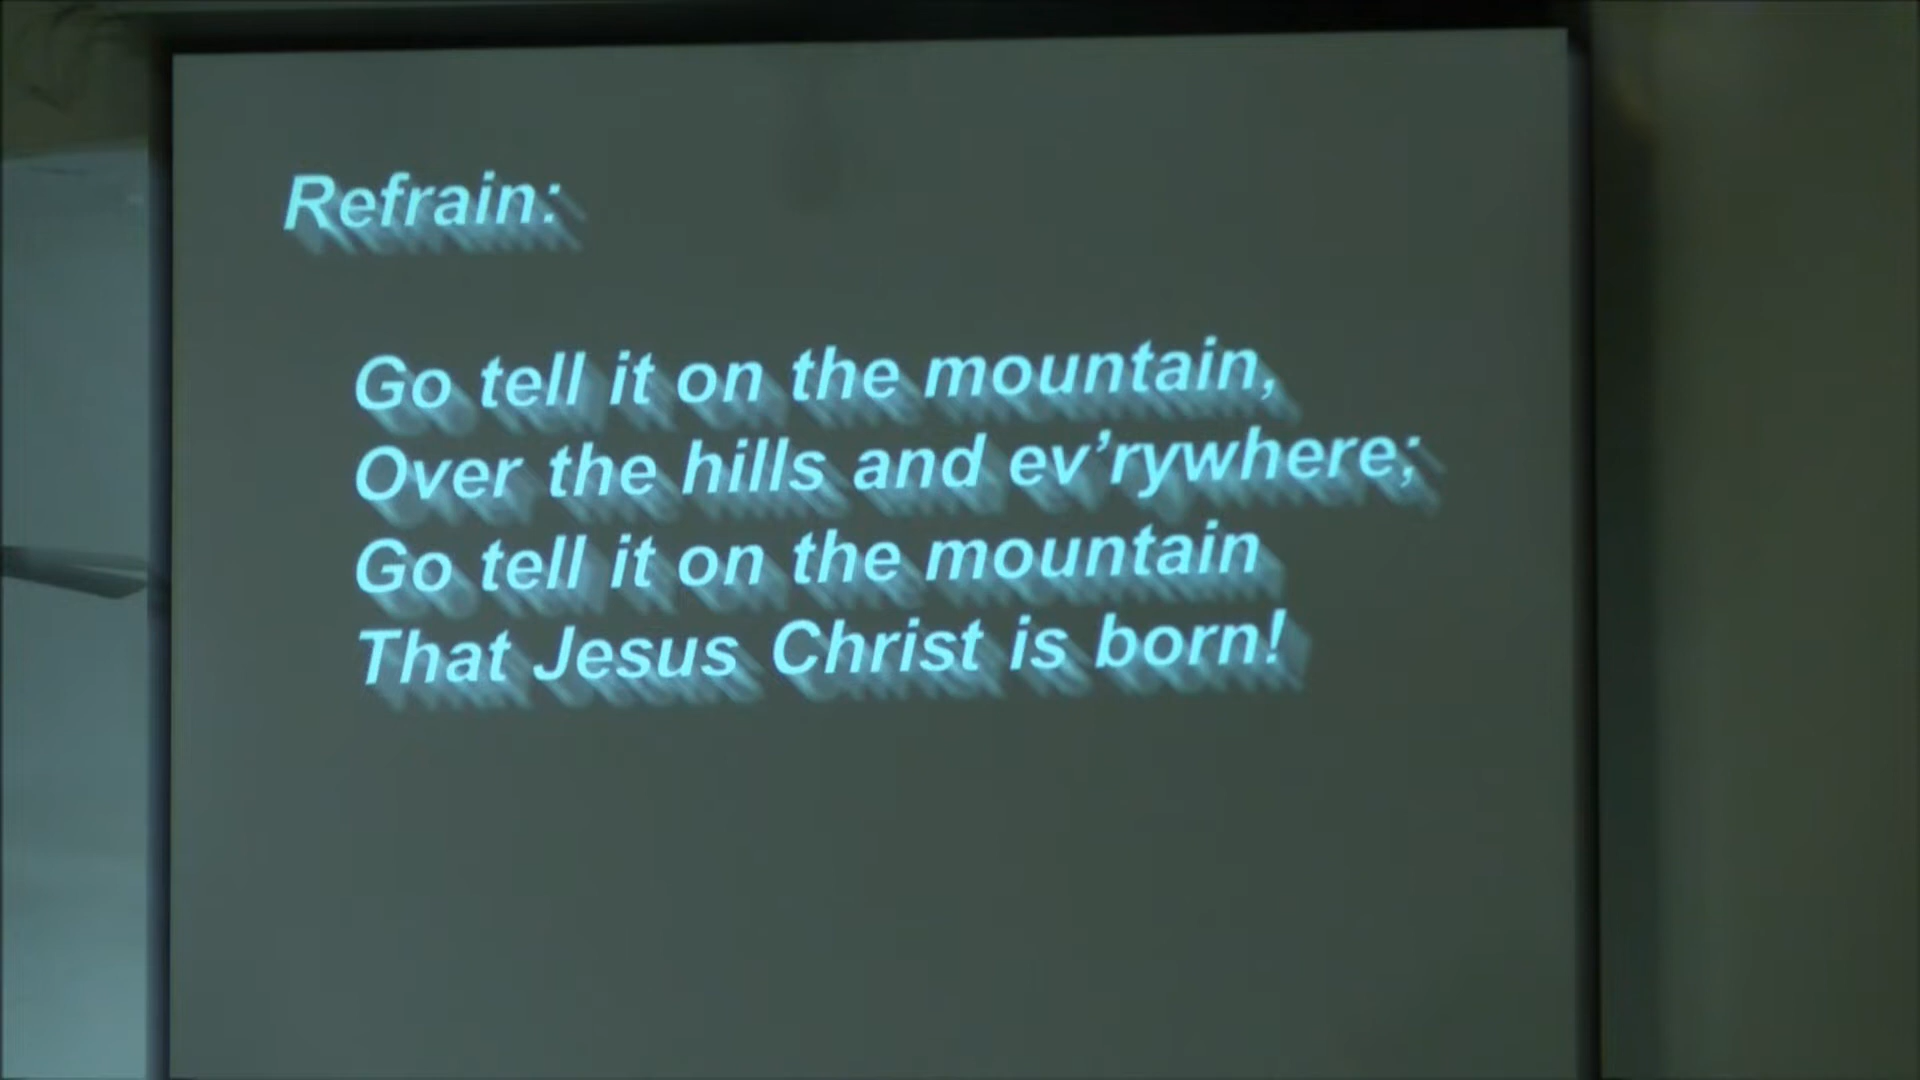 Refrain:
Go tell it on the mountain,
Over the hills and ev’rywhere;
Go tell it on the mountain
That Jesus Christ is born!